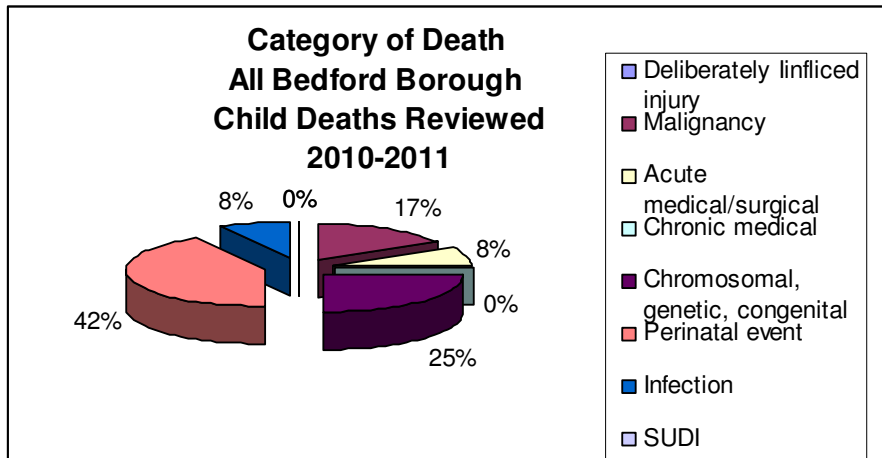 Category of Death
All Bedford Borough
Child Deaths Reviewed
2010-2011
8%
0%
17%
8%
0%
25%
42%
Deliberately linfliced
injury
Malignancy
Acute
medical/surgical
Chronic medical
Chromosomal,
genetic, congenital
Perinatal event
Infection
SUDI